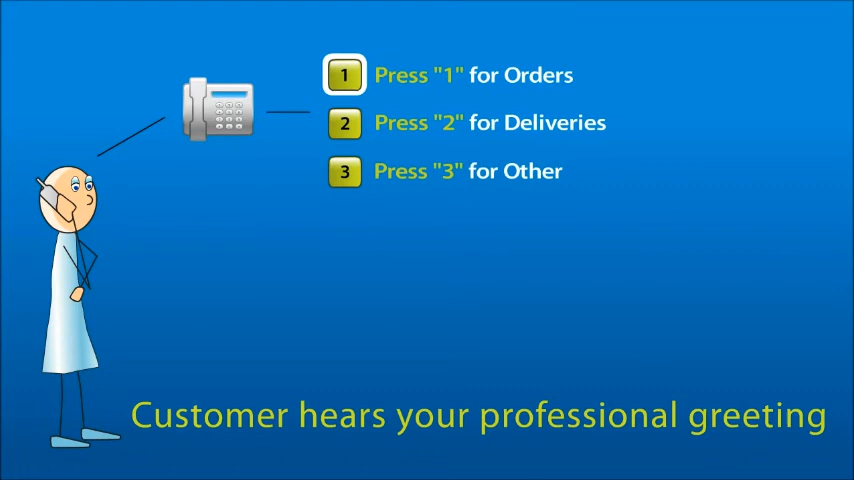 1 Press "1" for Orders
2 Press "2" for Deliveries
3 Press "3" for Other
Customer hears your professional greeting